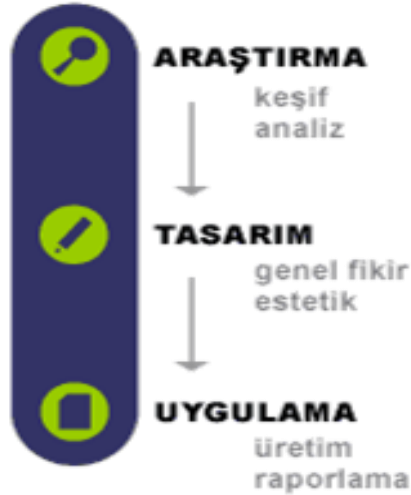 ARAŞTIRMA
keşif
analiz
TASARIM
genel fikir
estetik
UYGULAMA
üretim
raporlama